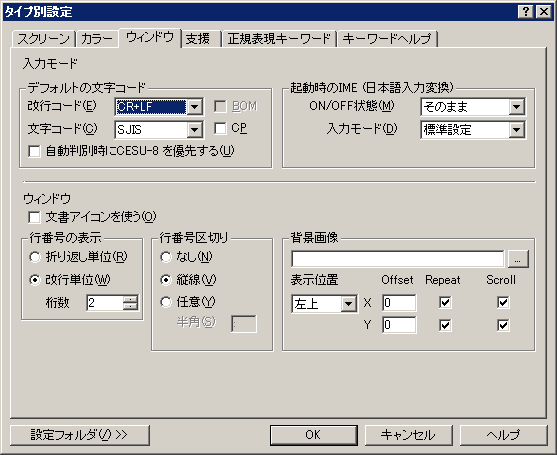 タイプ別設定
スクリーン カラー ウィンドウ 支援 正規表現キーワード キーワードヘルプ
入力モード
デフォルトの文字コード
改行コード(E) CR+LF BOM
文字コード(C) SJIS CP
自動判別時にCESU-8 を優先する(U)
起動時のIME (日本語入力変換)
ON/OFF状態(M) そのまま
入力モード(D) 標準設定
ウィンドウ
文書アイコンを使う(O)
行番号の表示
折り返し単位(R)
改行単位(W)
桁数 2
行番号区切り
なし(N)
縦線(V)
任意(Y)
半角(S) :
背景画像
...
表示位置 Offset Repeat Scroll
左上 X 0
Y 0
設定フォルダ(/) >> OK キャンセル ヘルプ